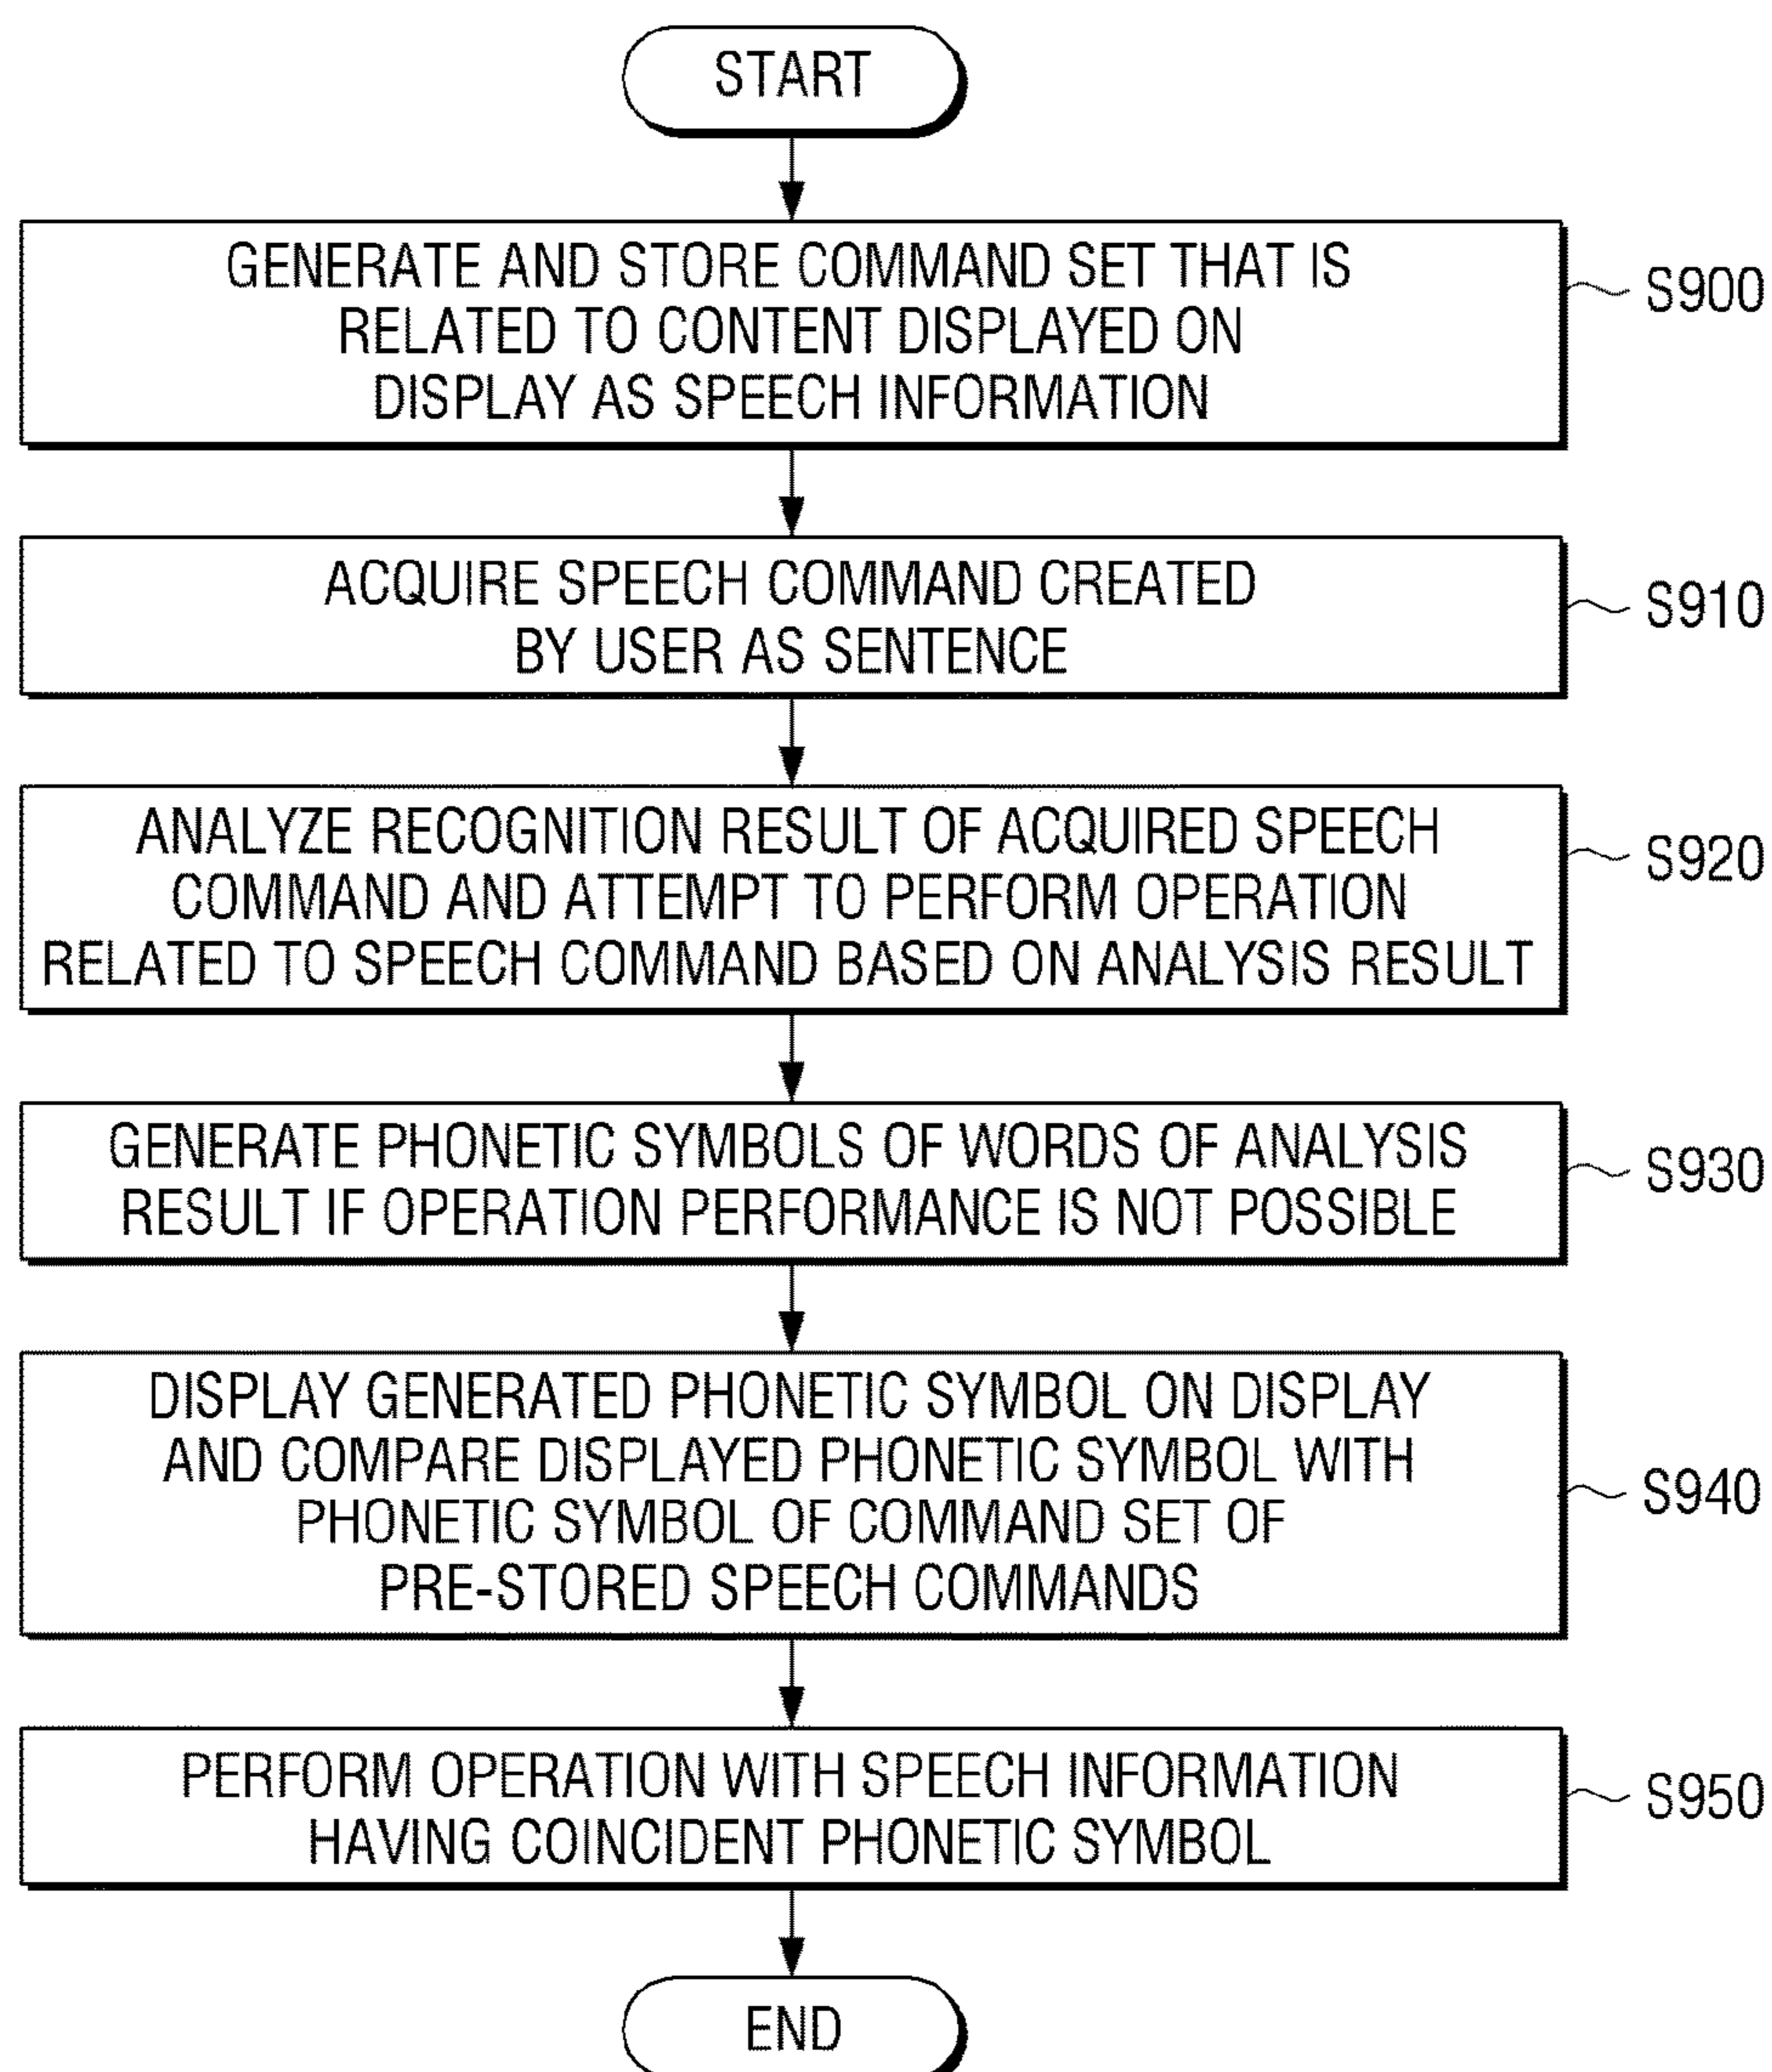 START
GENERATE AND STORE COMMAND SET THAT IS
RELATED TO CONTENT DISPLAYED ON
DISPLAY AS SPEECH INFORMATION
S900
ACQUIRE SPEECH COMMAND CREATED
BY USER AS SENTENCE
S910
ANALYZE RECOGNITION RESULT OF ACQUIRED SPEECH
COMMAND AND ATTEMPT TO PERFORM OPERATION
RELATED TO SPEECH COMMAND BASED ON ANALYSIS RESULT
S920
GENERATE PHONETIC SYMBOLS OF WORDS OF ANALYSIS
RESULT IF OPERATION PERFORMANCE IS NOT POSSIBLE
S930
DISPLAY GENERATED PHONETIC SYMBOL ON DISPLAY
AND COMPARE DISPLAYED PHONETIC SYMBOL WITH
PHONETIC SYMBOL OF COMMAND SET OF
PRE-STORED SPEECH COMMANDS
S940
PERFORM OPERATION WITH SPEECH INFORMATION
HAVING COINCIDENT PHONETIC SYMBOL
S950
END